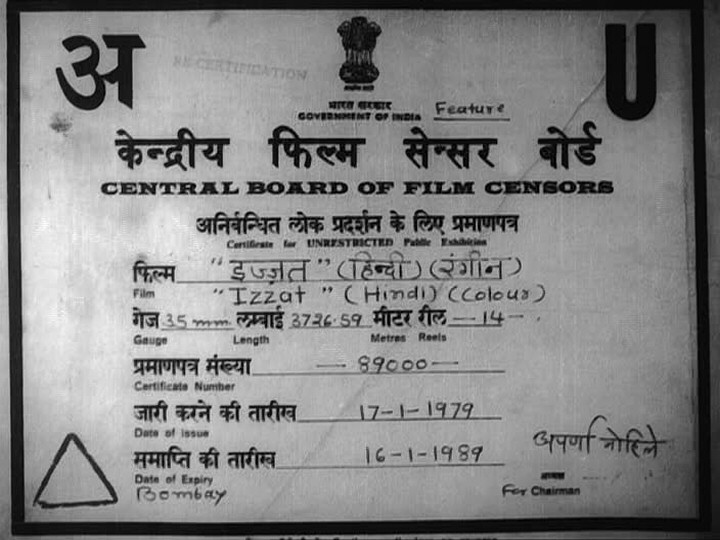 अ
U
RE-CERTIFICATION
भारत सरकार
GOVERNMENT OF INDIA
Feature
केन्द्रीय फिल्म सेन्सर बोर्ड
CENTRAL BOARD OF FILM CENSORS
अनिर्बन्धित लोक प्रदर्शन के लिए प्रमाणपत्र
Certificate for UNRESTRICTED Public Exhibition
फिल्म "इज्ज़त" (हिन्दी) (रंगीन)
Film "Izzat" (Hindi) (Colour)
गेज 35 mm लम्बाई 3726.59 मीटर रील — 14 —
Gauge Length Metres Reels
प्रमाणपत्र संख्या — 89000 —
Certificate Number
जारी करने की तारीख 17-1-1979
Date of Issue
समाप्ति की तारीख 16-1-1989
Date of Expiry
Bombay
अपर्णा मोहिले
अध्यक्ष
For Chairman